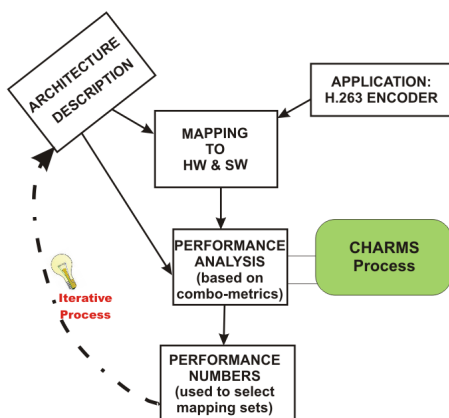 ARCHITECTURE
DESCRIPTION
APPLICATION:
H.263 ENCODER
MAPPING
TO
HW & SW
PERFORMANCE
ANALYSIS
(based on
combo-metrics)
CHARMS
Process
Iterative
Process
PERFORMANCE
NUMBERS
(used to select
mapping sets)